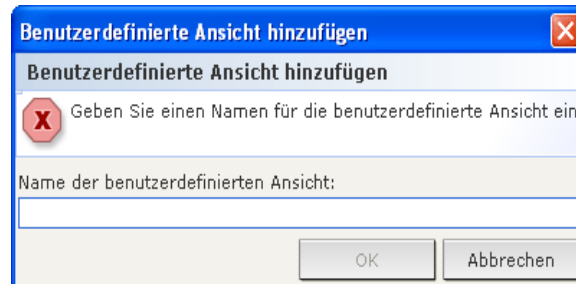 Benutzerdefinierte Ansicht hinzufügen
Benutzerdefinierte Ansicht hinzufügen
Geben Sie einen Namen für die benutzerdefinierte Ansicht ein
Name der benutzerdefinierten Ansicht:
OK Abbrechen